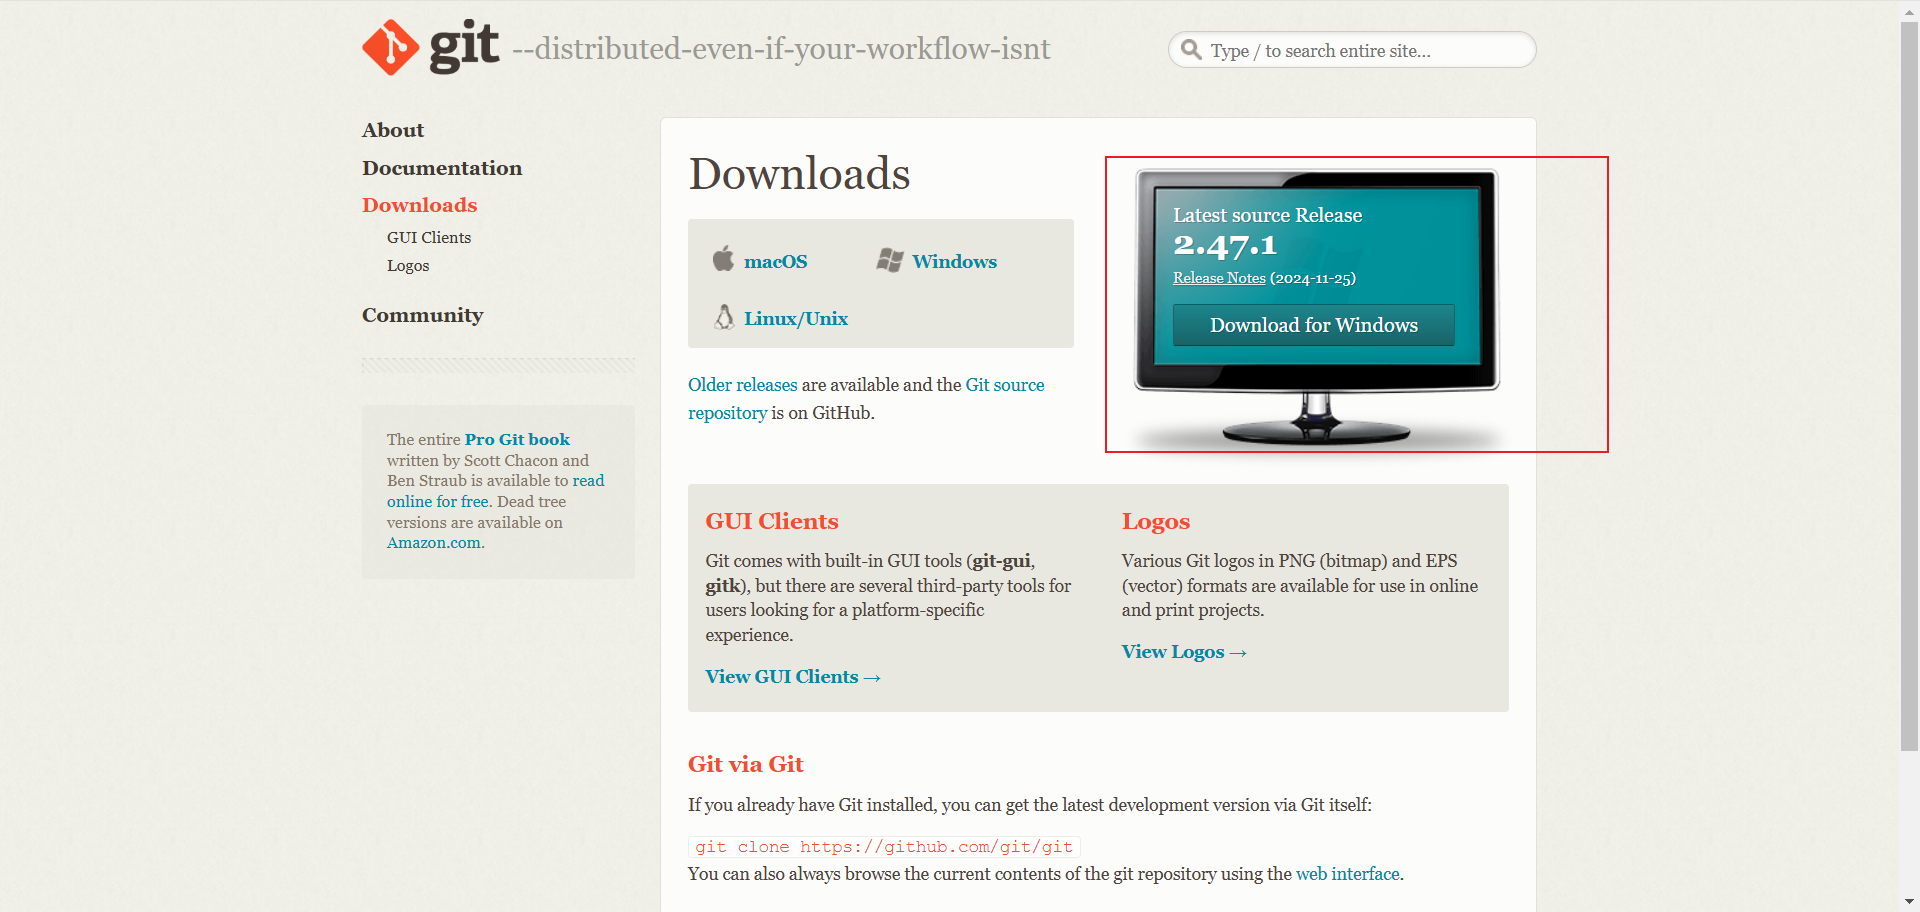 git --distributed-even-if-your-workflow-isnt
Type / to search entire site...
About
Documentation
Downloads
GUI Clients
Logos
Community
The entire Pro Git book
written by Scott Chacon and
Ben Straub is available to read
online for free. Dead tree
versions are available on
Amazon.com.
Downloads
macOS
Windows
Linux/Unix
Older releases are available and the Git source
repository is on GitHub.
Latest source Release
2.47.1
Release Notes (2024-11-25)
Download for Windows
GUI Clients
Git comes with built-in GUI tools (git-gui,
gitk), but there are several third-party tools for
users looking for a platform-specific
experience.
View GUI Clients →
Logos
Various Git logos in PNG (bitmap) and EPS
(vector) formats are available for use in online
and print projects.
View Logos →
Git via Git
If you already have Git installed, you can get the latest development version via Git itself:
git clone https://github.com/git/git
You can also always browse the current contents of the git repository using the web interface.